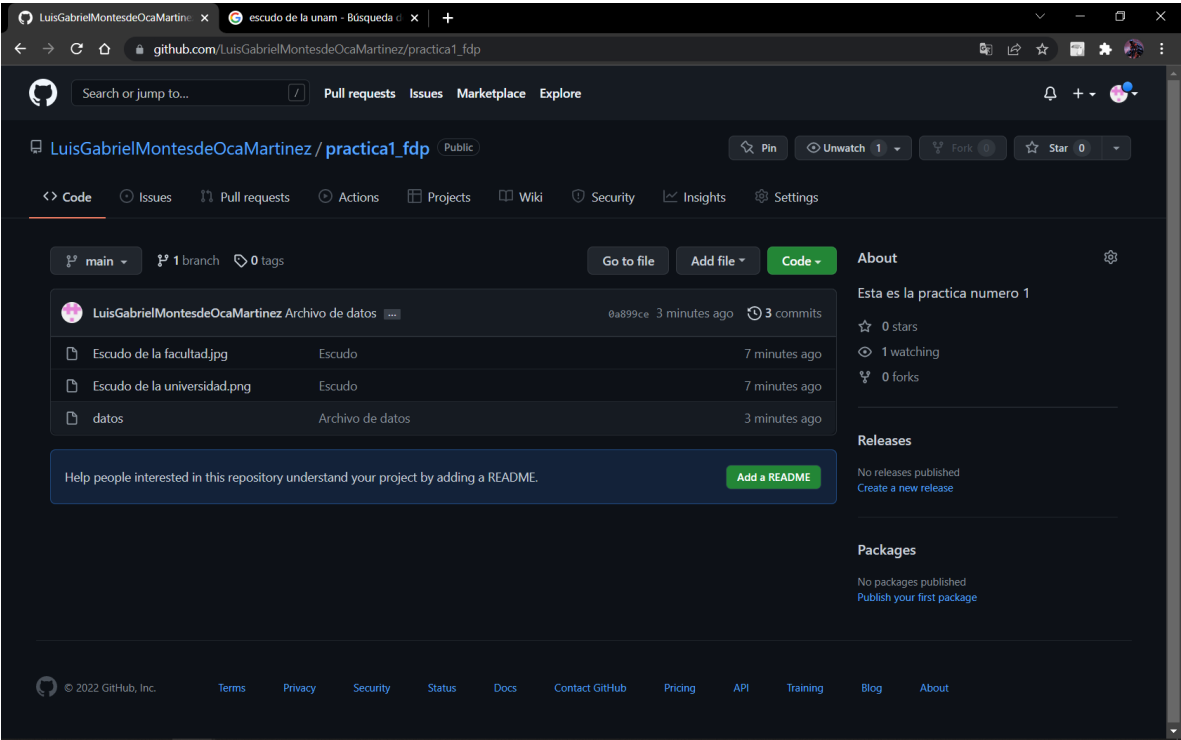 LuisGabrielMontesdeOcaMartine
escudo de la unam - Búsqueda d
github.com/LuisGabrielMontesdeOcaMartinez/practica1_fdp
Search or jump to... / Pull requests Issues Marketplace Explore
LuisGabrielMontesdeOcaMartinez / practica1_fdp Public
Pin Unwatch 1 Fork 0 Star 0
Code Issues Pull requests Actions Projects Wiki Security Insights Settings
main 1 branch 0 tags Go to file Add file Code
LuisGabrielMontesdeOcaMartinez Archivo de datos ... 0a899ce 3 minutes ago 3 commits
Escudo de la facultad.jpg Escudo 7 minutes ago
Escudo de la universidad.png Escudo 7 minutes ago
datos Archivo de datos 3 minutes ago
Help people interested in this repository understand your project by adding a README. Add a README
About
Esta es la practica numero 1
0 stars
1 watching
0 forks
Releases
No releases published
Create a new release
Packages
No packages published
Publish your first package
© 2022 GitHub, Inc. Terms Privacy Security Status Docs Contact GitHub Pricing API Training Blog About